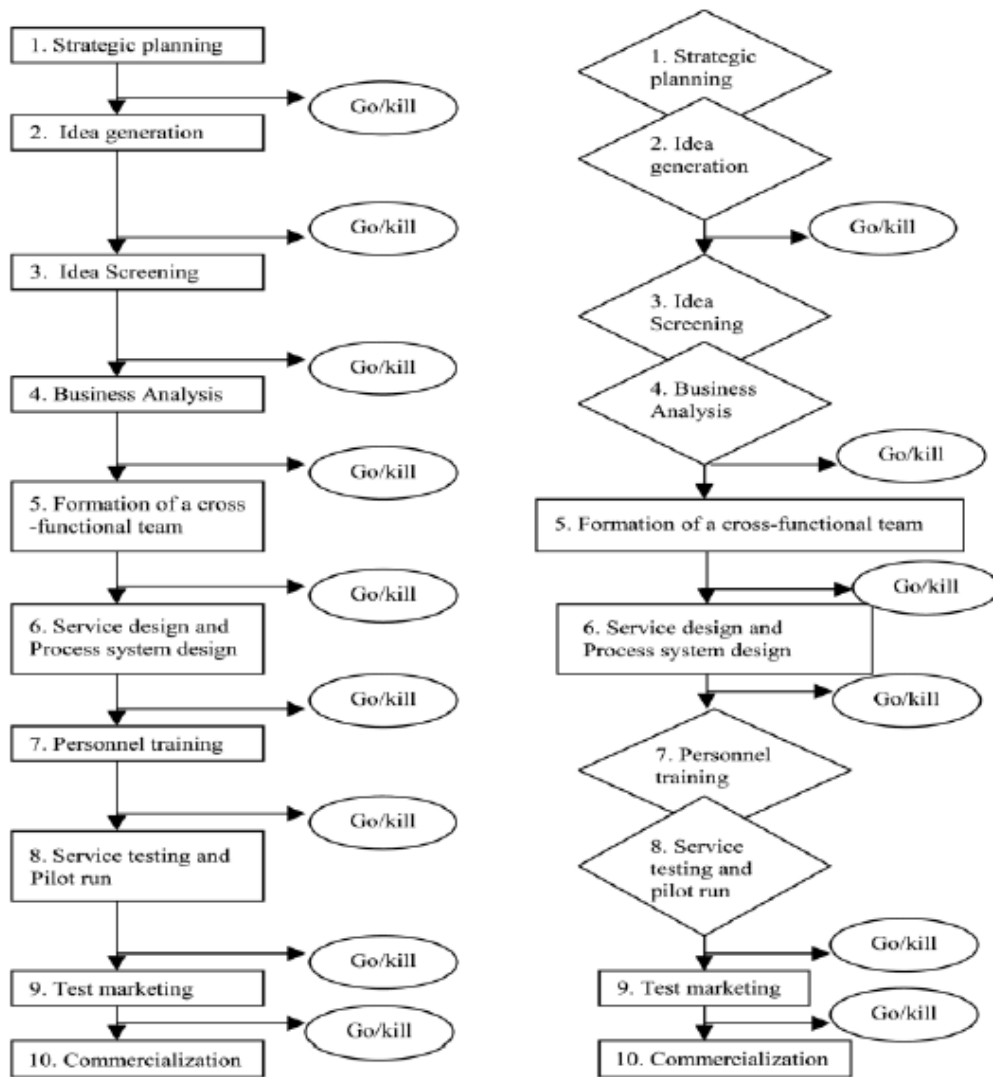 1. Strategic planning
Go/kill
2. Idea generation
Go/kill
3. Idea Screening
Go/kill
4. Business Analysis
Go/kill
5. Formation of a cross
-functional team
Go/kill
6. Service design and
Process system design
Go/kill
7. Personnel training
Go/kill
8. Service testing and
Pilot run
Go/kill
9. Test marketing
Go/kill
10. Commercialization
1. Strategic
planning
2. Idea
generation
Go/kill
3. Idea
Screening
4. Business
Analysis
Go/kill
5. Formation of a cross-functional team
Go/kill
6. Service design and
Process system design
Go/kill
7. Personnel
training
8. Service
testing and
pilot run
Go/kill
9. Test marketing
Go/kill
10. Commercialization